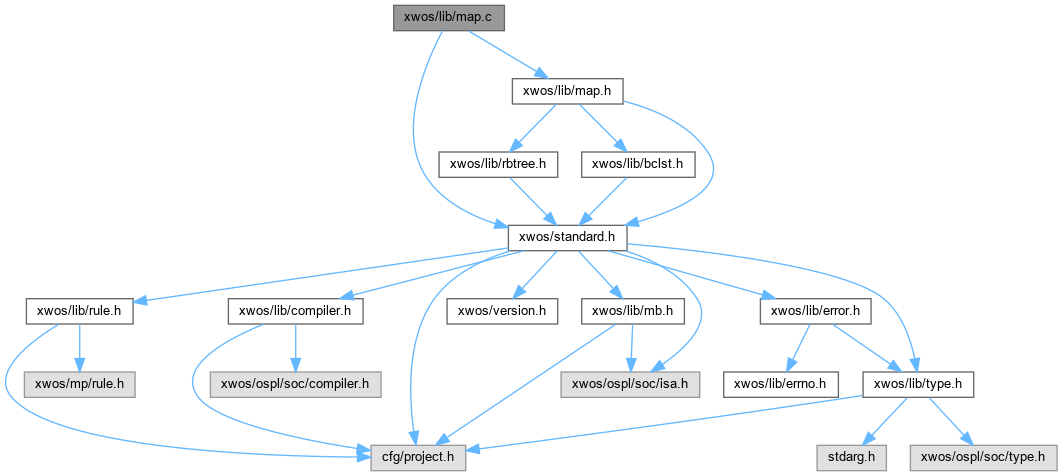 xwos/lib/map.c
xwos/lib/map.h
xwos/lib/rbtree.h
xwos/lib/bclst.h
xwos/standard.h
xwos/lib/rule.h
xwos/lib/compiler.h
xwos/version.h
xwos/lib/mb.h
xwos/lib/error.h
xwos/mp/rule.h
xwos/ospl/soc/compiler.h
xwos/ospl/soc/isa.h
xwos/lib/errno.h
xwos/lib/type.h
cfg/project.h
stdarg.h
xwos/ospl/soc/type.h